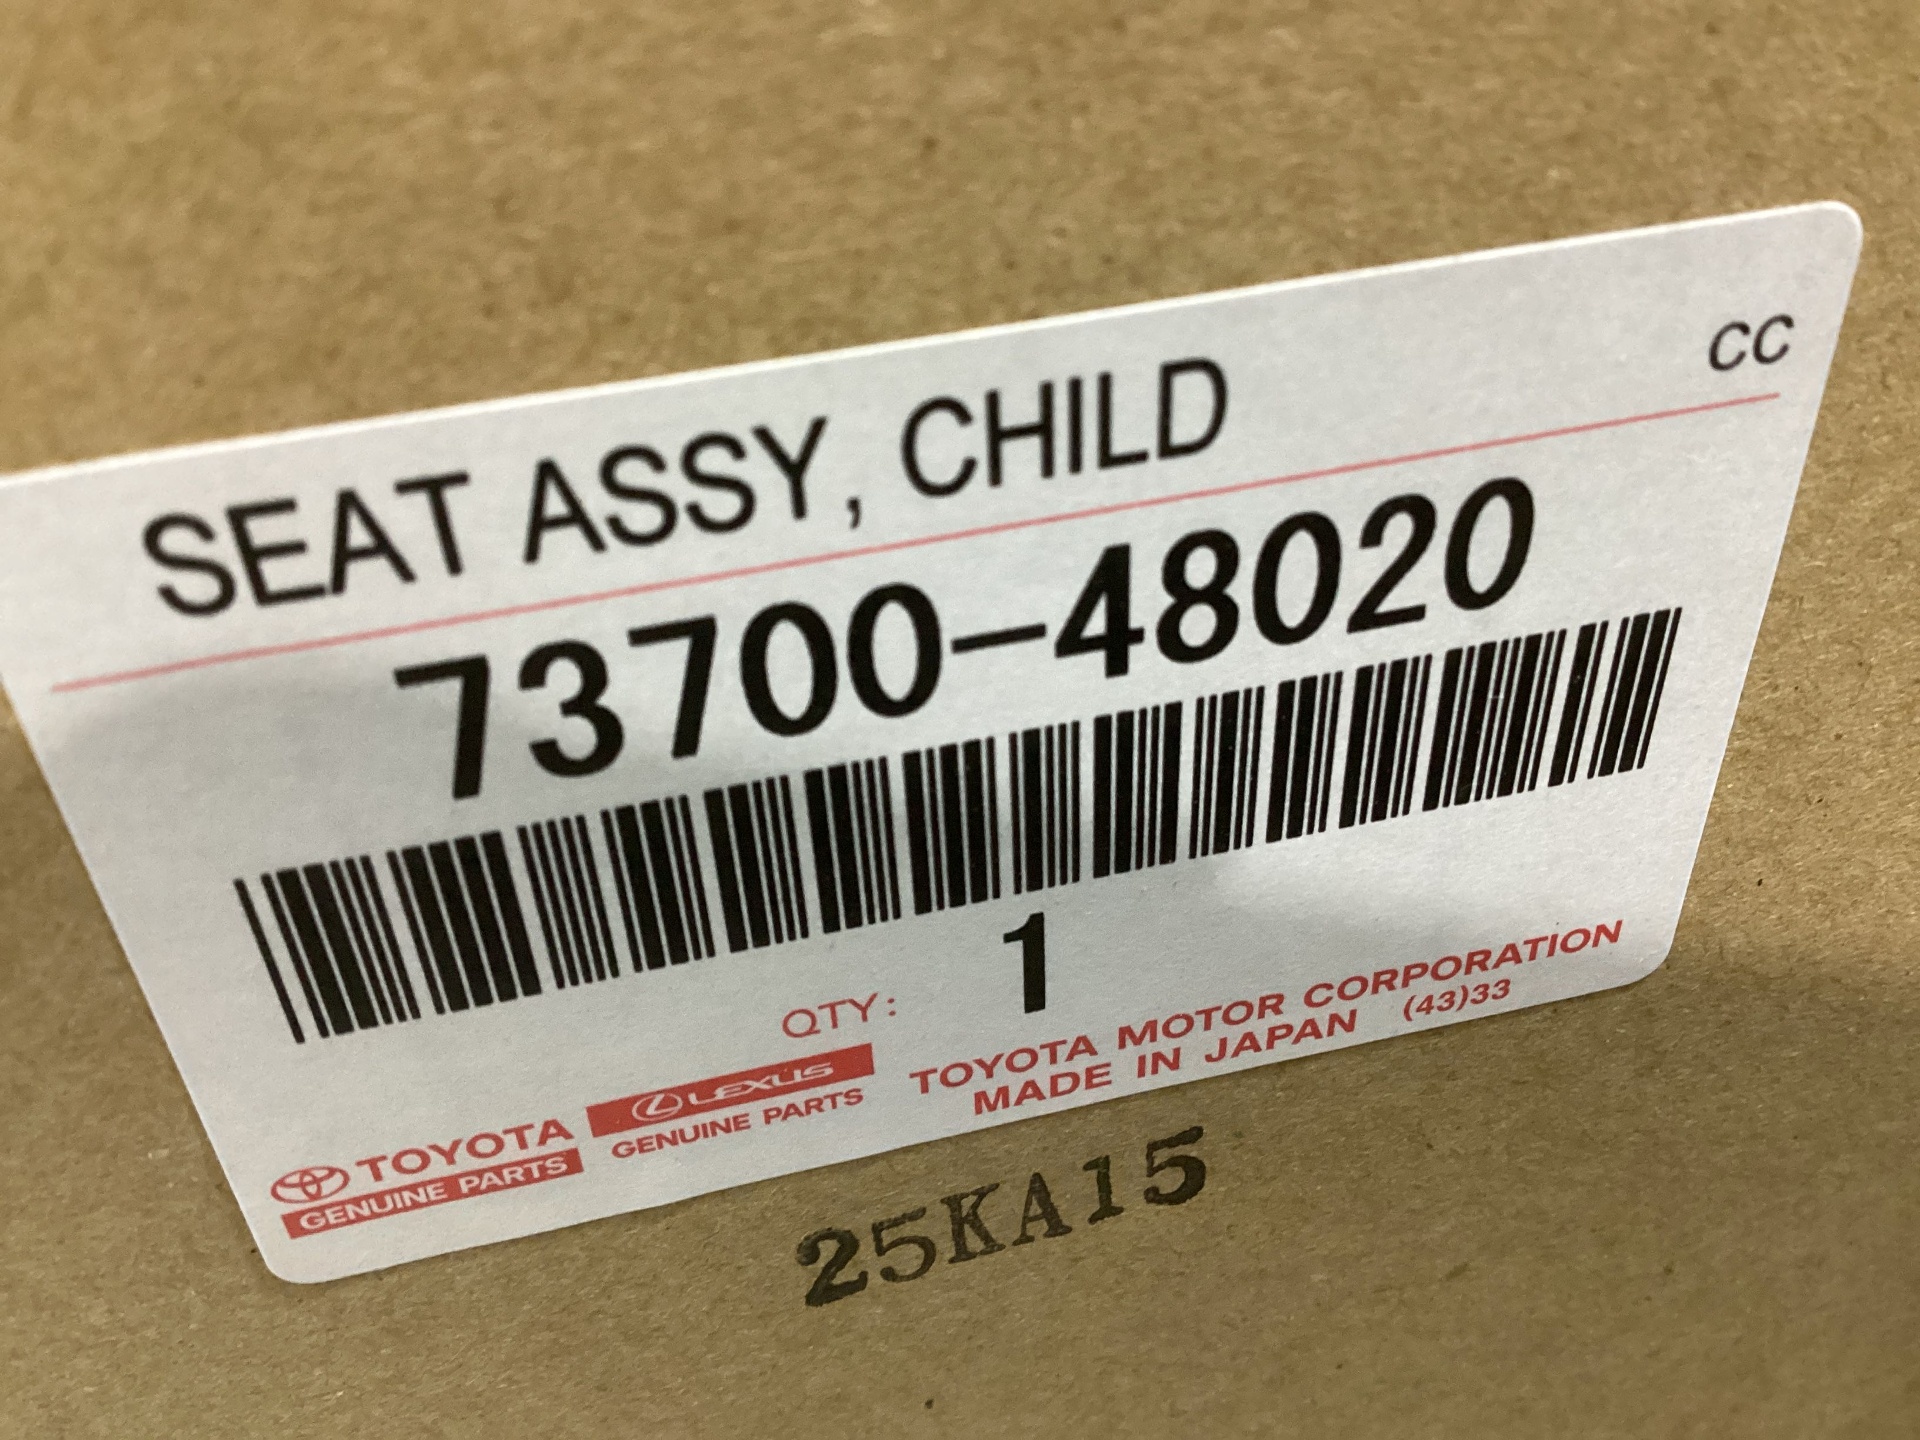 CC
SEAT ASSY, CHILD
73700-48020
QTY: 1
TOYOTA
GENUINE PARTS
LEXUS
GENUINE PARTS
TOYOTA MOTOR CORPORATION
MADE IN JAPAN (43)33
25KA15